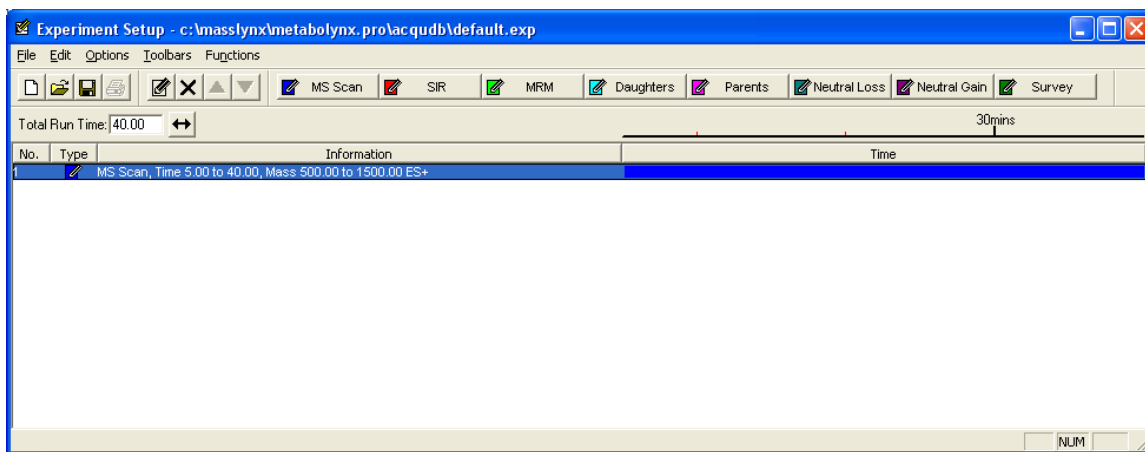 Experiment Setup - c:\masslynx\metabolynx.pro\acqudb\default.exp
File Edit Options Toolbars Functions
MS Scan SIR MRM Daughters Parents Neutral Loss Neutral Gain Survey
Total Run Time: 40.00 30mins
No. Type Information Time
1 MS Scan, Time 5.00 to 40.00, Mass 500.00 to 1500.00 ES+
NUM